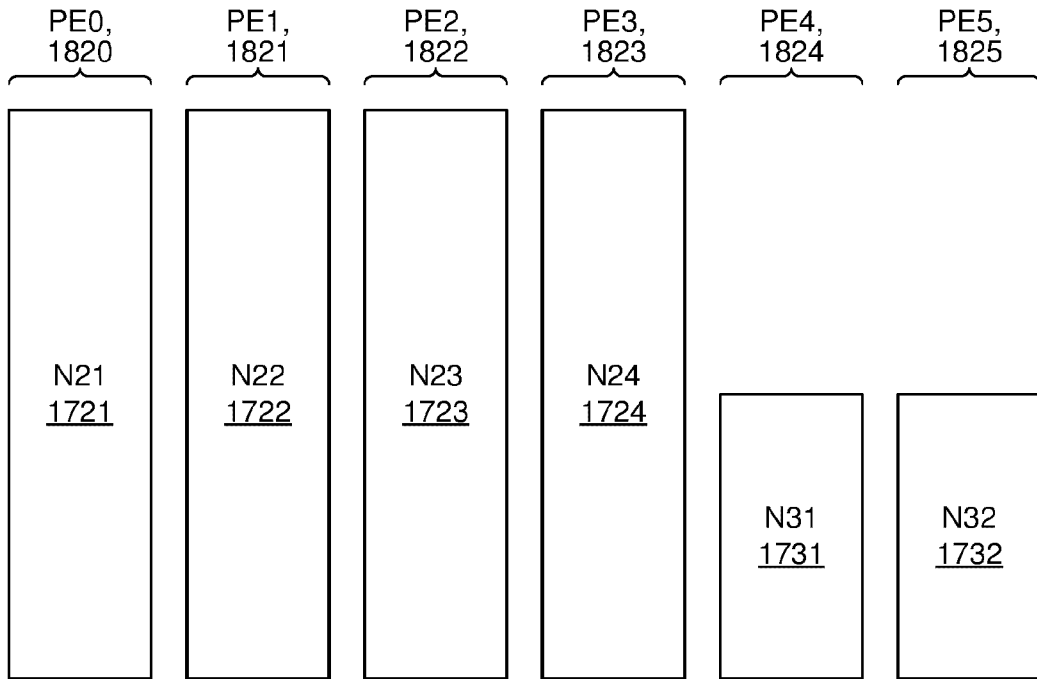 PE0,
1820
PE1,
1821
PE2,
1822
PE3,
1823
PE4,
1824
PE5,
1825
N21
1721
N22
1722
N23
1723
N24
1724
N31
1731
N32
1732